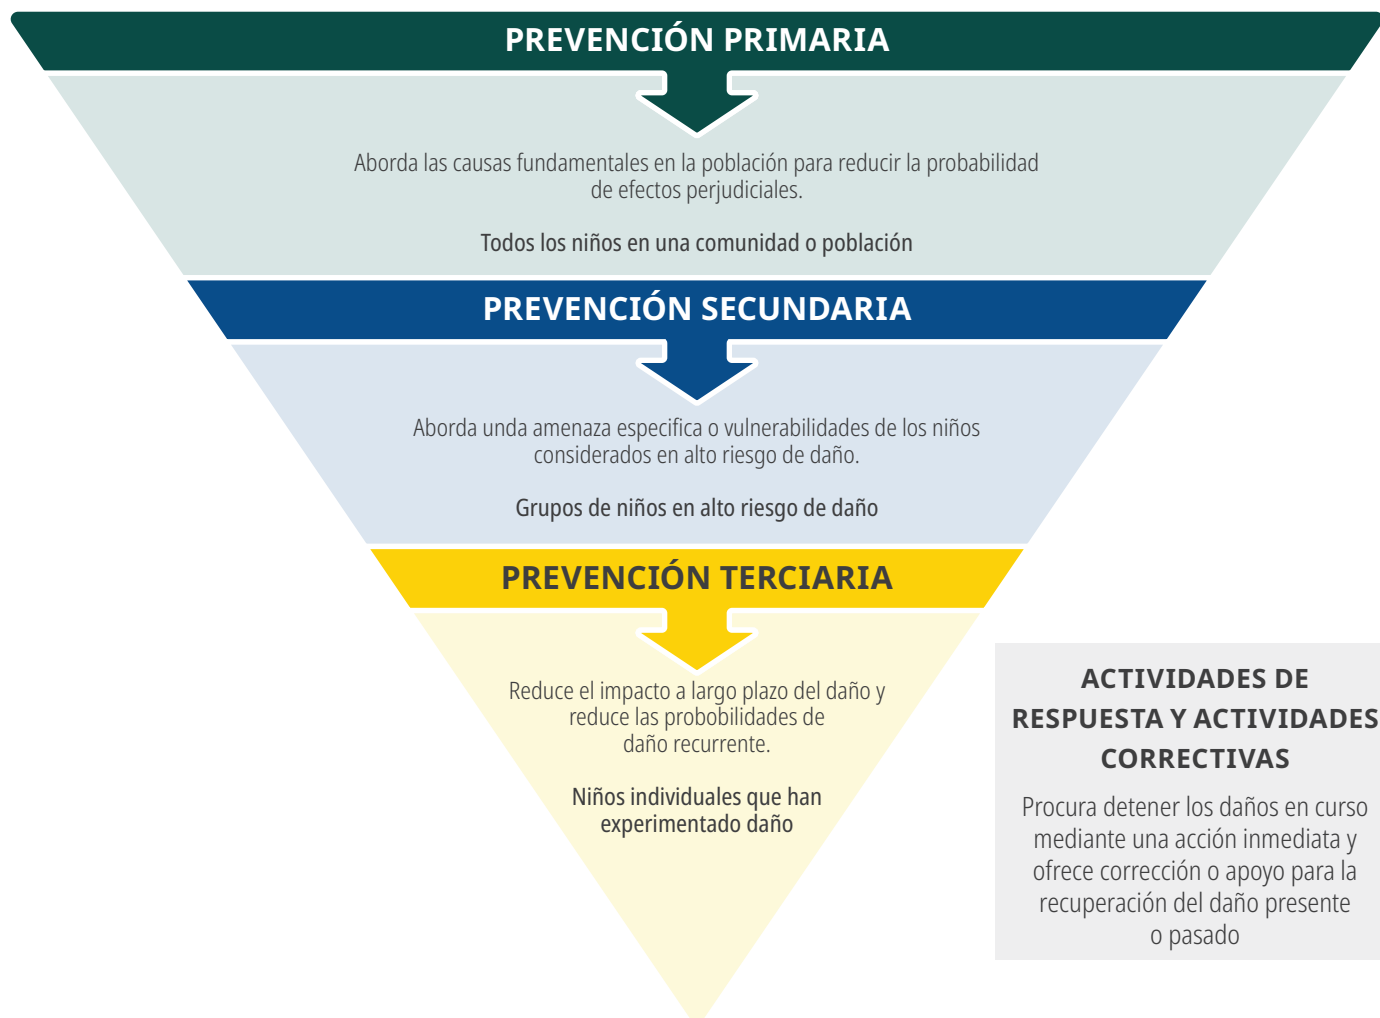 PREVENCIÓN PRIMARIA
Aborda las causas fundamentales en la población para reducir la probabilidad
de efectos perjudiciales.
Todos los niños en una comunidad o población
PREVENCIÓN SECUNDARIA
Aborda unda amenaza especifica o vulnerabilidades de los niños
considerados en alto riesgo de daño.
Grupos de niños en alto riesgo de daño
PREVENCIÓN TERCIARIA
Reduce el impacto a largo plazo del daño y
reduce las probobilidades de
daño recurrente.
Niños individuales que han
experimentado daño
ACTIVIDADES DE
RESPUESTA Y ACTIVIDADES
CORRECTIVAS
Procura detener los daños en curso
mediante una acción inmediata y
ofrece corrección o apoyo para la
recuperación del daño presente
o pasado